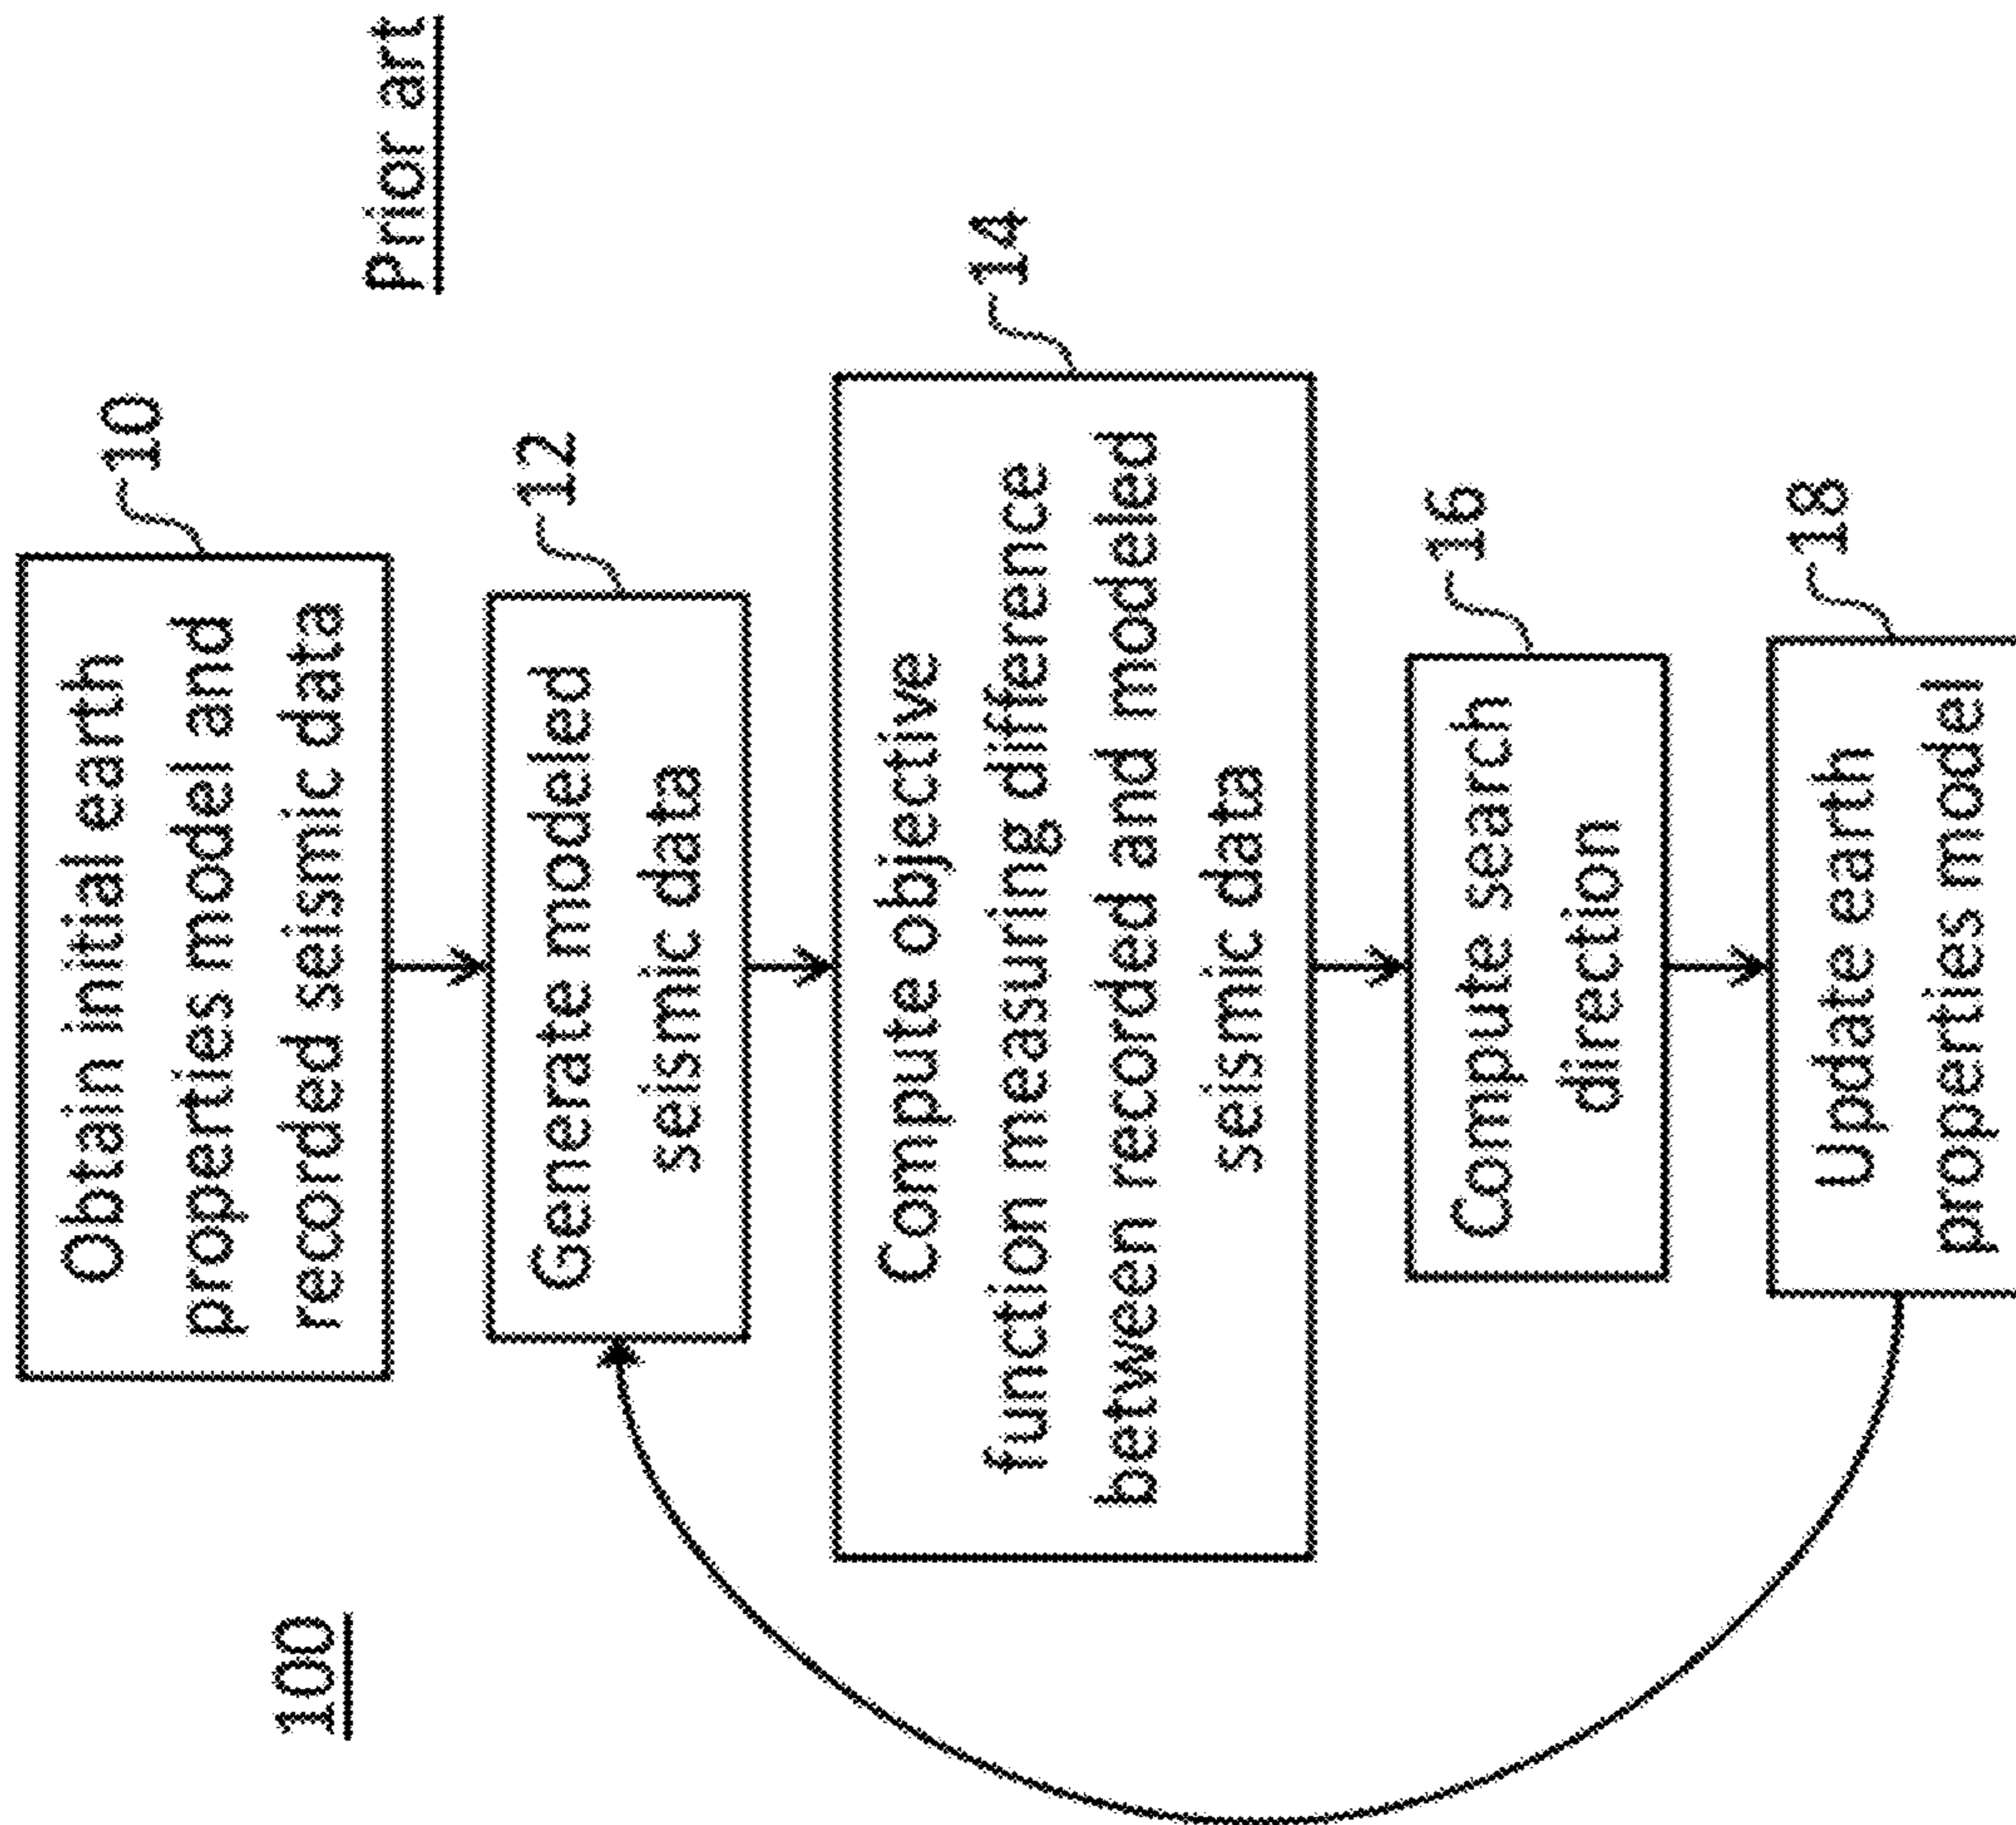 100
Prior art
Obtain initial earth
properties model and
recorded seismic data
10
Generate modeled
seismic data
12
Compute objective
function measuring difference
between recorded and modeled
seismic data
14
Compute search
direction
16
Update earth
properties model
18